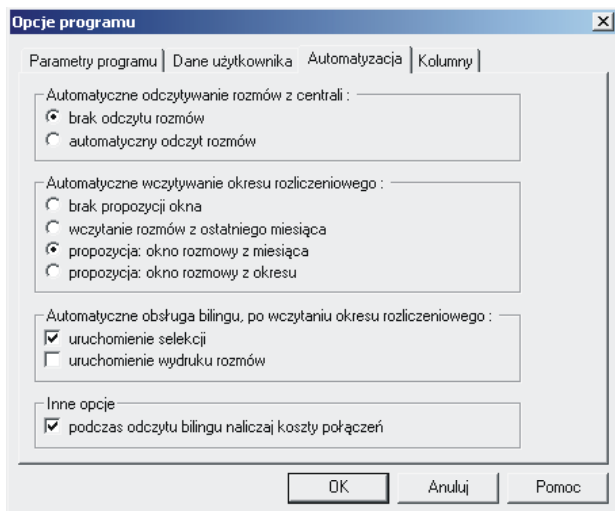 Opcje programu
Parametry programu Dane użytkownika Automatyzacja Kolumny
Automatyczne odczytywanie rozmów z centrali :
brak odczytu rozmów
automatyczny odczyt rozmów
Automatyczne wczytywanie okresu rozliczeniowego :
brak propozycji okna
wczytanie rozmów z ostatniego miesiąca
propozycja: okno rozmowy z miesiąca
propozycja: okno rozmowy z okresu
Automatyczne obsługa bilingu, po wczytaniu okresu rozliczeniowego :
uruchomienie selekcji
uruchomienie wydruku rozmów
Inne opcje
podczas odczytu bilingu naliczaj koszty połączeń
OK Anuluj Pomoc